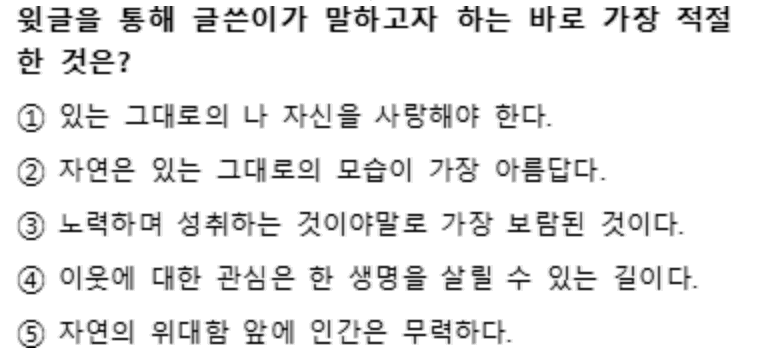 윗글을 통해 글쓴이가 말하고자 하는 바로 가장 적절
한 것은?
① 있는 그대로의 나 자신을 사랑해야 한다.
② 자연은 있는 그대로의 모습이 가장 아름답다.
③ 노력하며 성취하는 것이야말로 가장 보람된 것이다.
④ 이웃에 대한 관심은 한 생명을 살릴 수 있는 길이다.
⑤ 자연의 위대함 앞에 인간은 무력하다.